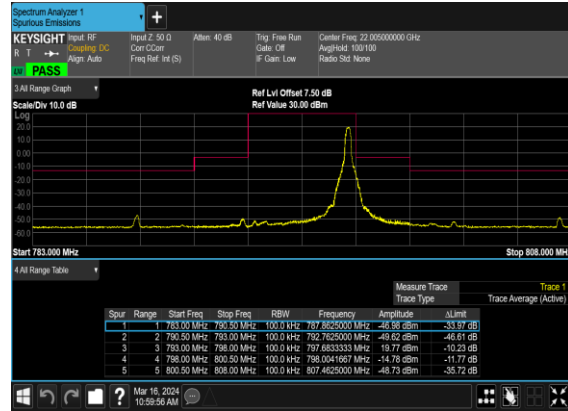 Spectrum Analyzer 1
Spurious Emissions
KEYSIGHT Input: RF Input Z: 50 Ω Atten: 40 dB Trig: Free Run Center Freq: 22.005000000 GHz
R T Coupling: DC Corr CCorr Gate: Off Avg|Hold: 100/100
Align: Auto Freq Ref: Int (S) IF Gain: Low Radio Std: None
PASS
3 All Range Graph
Ref Lvl Offset 7.50 dB
Scale/Div 10.0 dB Ref Value 30.00 dBm
Log
20.0
10.0
0.00
-10.0
-20.0
-30.0
-40.0
-50.0
-60.0
Start 783.000 MHz Stop 808.000 MH
4 All Range Table
Measure Trace Trace 1
Trace Type Trace Average (Active)
Spur Range Start Freq Stop Freq RBW Frequency Amplitude ΔLimit
1 1 783.00 MHz 790.50 MHz 100.0 kHz 787.8625000 MHz -46.98 dBm -33.97 dB
2 2 790.50 MHz 793.00 MHz 100.0 kHz 792.7625000 MHz -49.62 dBm -46.61 dB
3 3 793.00 MHz 798.00 MHz 100.0 kHz 797.6833333 MHz 19.77 dBm -10.23 dB
4 4 798.00 MHz 800.50 MHz 100.0 kHz 798.0041667 MHz -14.78 dBm -11.77 dB
5 5 800.50 MHz 808.00 MHz 100.0 kHz 807.4625000 MHz -48.73 dBm -35.72 dB
? Mar 16, 2024
10:59:56 AM